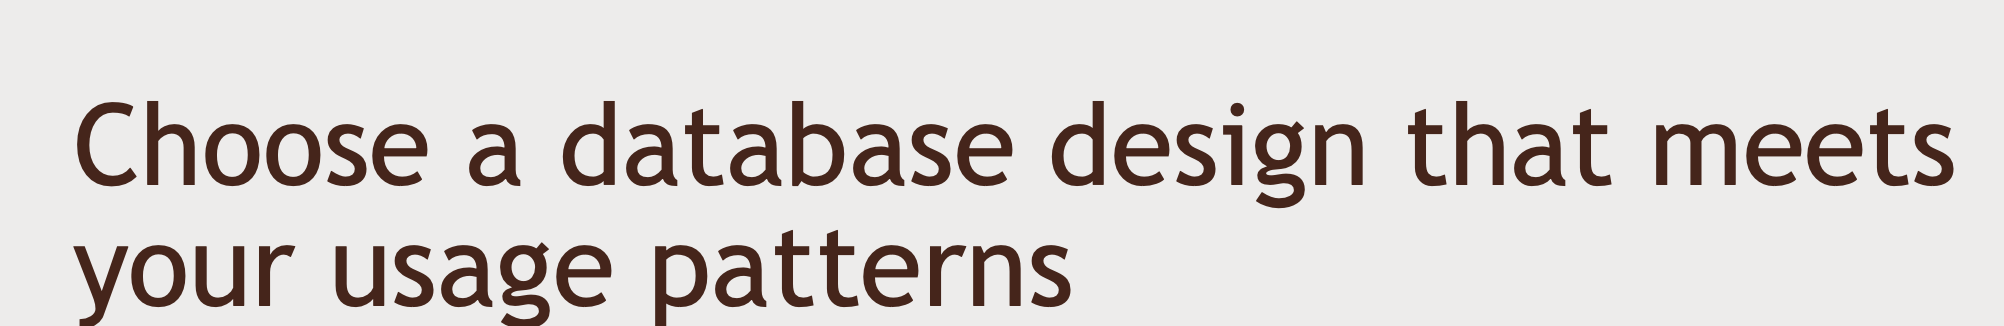 Choose a database design that meets
your usage patterns